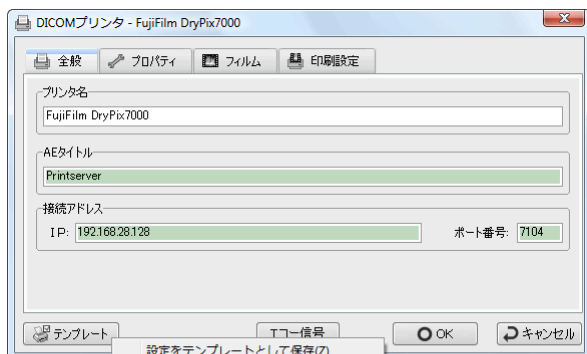 DICOMプリンタ - FujiFilm DryPix7000
全般 プロパティ フィルム 印刷設定
プリンタ名
FujiFilm DryPix7000
AEタイトル
Printserver
接続アドレス
IP: 192.168.28.128 ポート番号: 7104
テンプレート エコー信号 OK キャンセル
設定をテンプレートとして保存(Z)